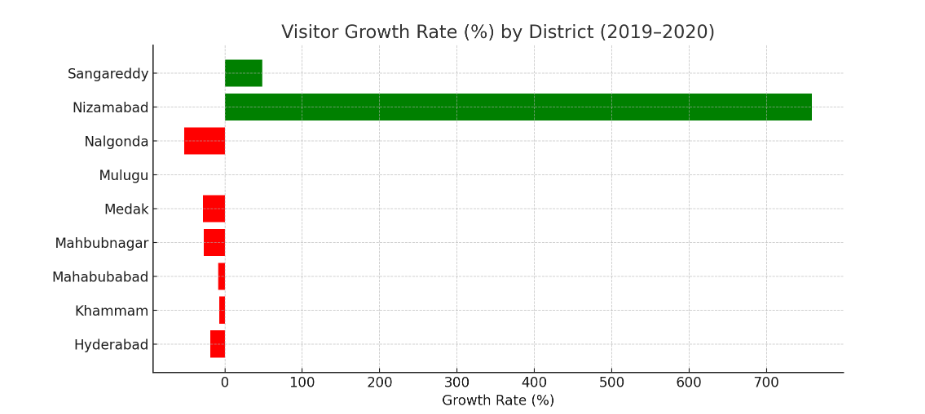 Visitor Growth Rate (%) by District (2019–2020)
Sangareddy
Nizamabad
Nalgonda
Mulugu
Medak
Mahbubnagar
Mahabubabad
Khammam
Hyderabad
0 100 200 300 400 500 600 700
Growth Rate (%)